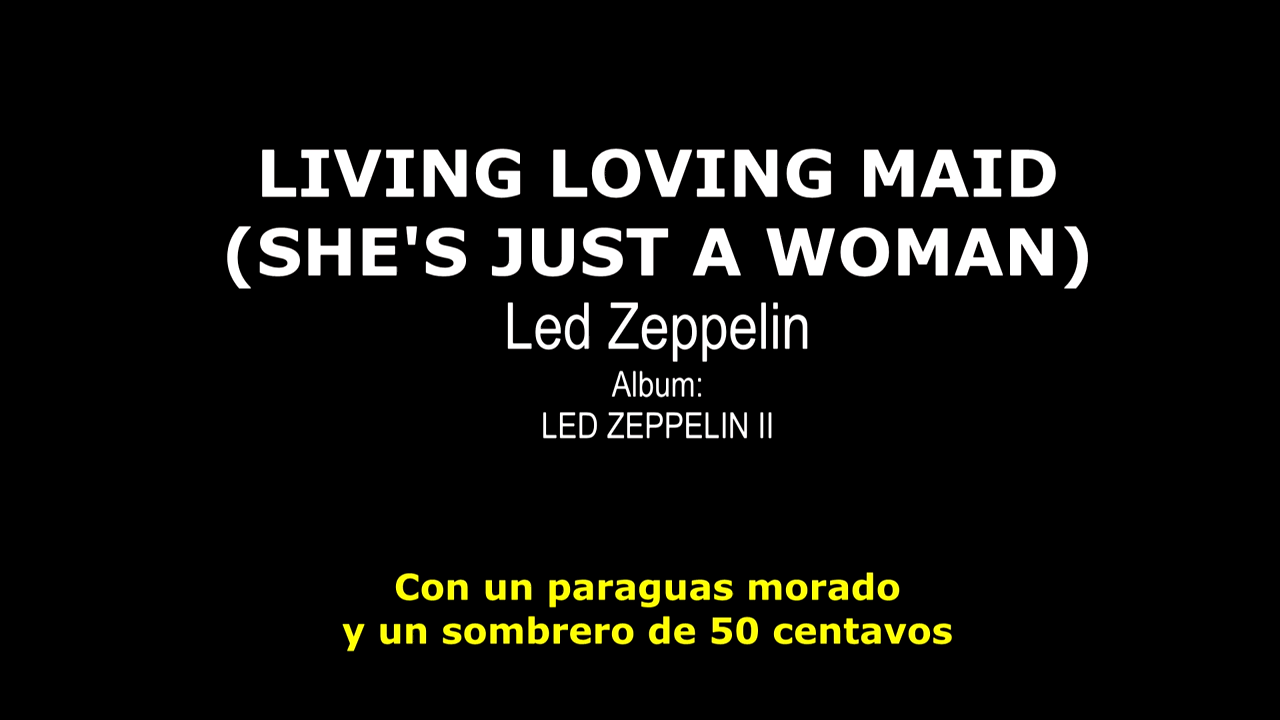 LIVING LOVING MAID
(SHE'S JUST A WOMAN)
Led Zeppelin
Album:
LED ZEPPELIN II
Con un paraguas morado
y un sombrero de 50 centavos